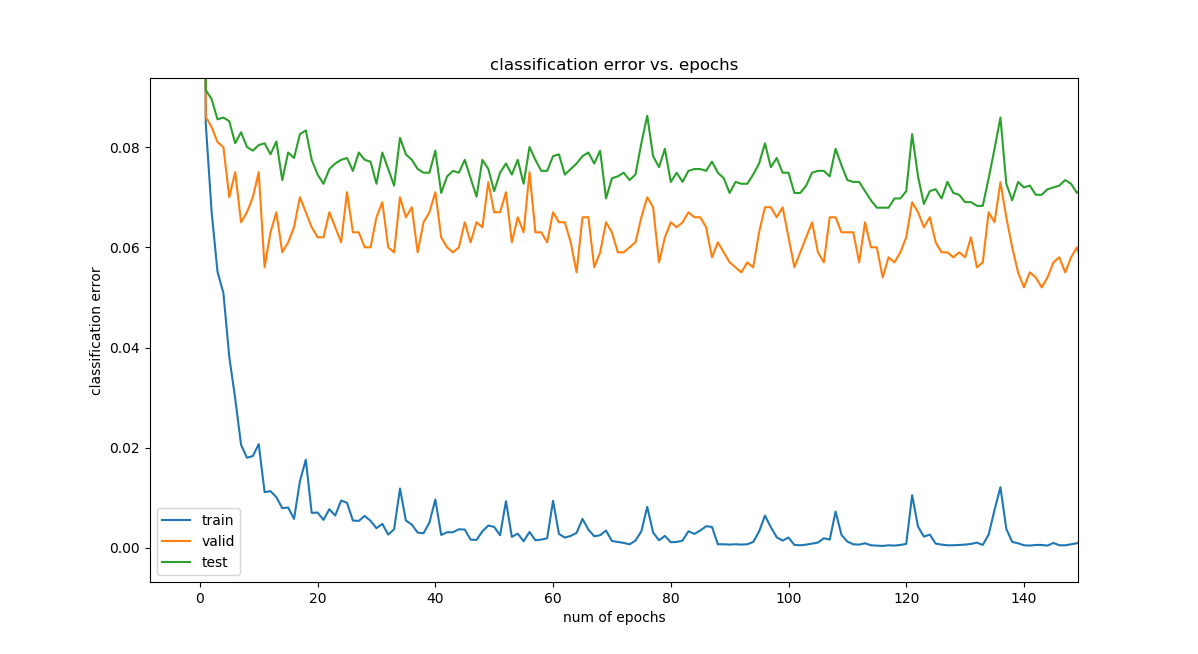 classification error vs. epochs
classification error
0.08
0.06
0.04
0.02
0.00
train
valid
test
0 20 40 60 80 100 120 140
num of epochs